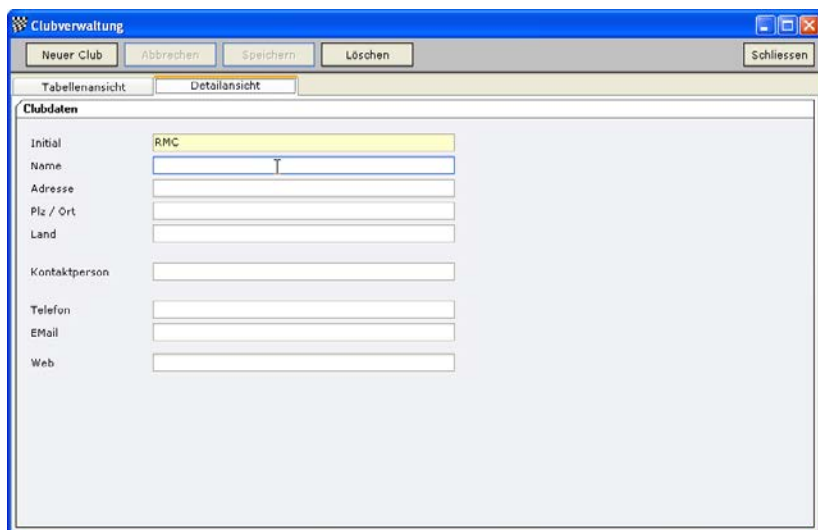 Clubverwaltung
Neuer Club Abbrechen Speichern Löschen Schliessen
Tabellenansicht Detailansicht
Clubdaten
Initial RMC
Name
Adresse
Plz / Ort
Land
Kontaktperson
Telefon
EMail
Web